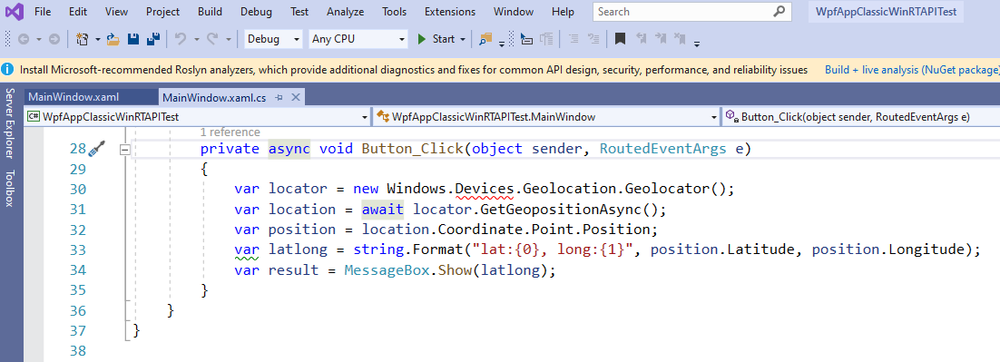 File Edit View Project Build Debug Test Analyze Tools Extensions Window Help Search WpfAppClassicWinRTAPITest
Debug Any CPU Start
Install Microsoft-recommended Roslyn analyzers, which provide additional diagnostics and fixes for common API design, security, performance, and reliability issues Build + live analysis (NuGet package)
Server Explorer
Toolbox
MainWindow.xaml MainWindow.xaml.cs
C# WpfAppClassicWinRTAPITest WpfAppClassicWinRTAPITest.MainWindow Button_Click(object sender, RoutedEventArgs e)
1 reference
28 private async void Button_Click(object sender, RoutedEventArgs e)
29 {
30 var locator = new Windows.Devices.Geolocation.Geolocator();
31 var location = await locator.GetGeopositionAsync();
32 var position = location.Coordinate.Point.Position;
33 var latlong = string.Format("lat:{0}, long:{1}", position.Latitude, position.Longitude);
34 var result = MessageBox.Show(latlong);
35 }
36 }
37 }
38